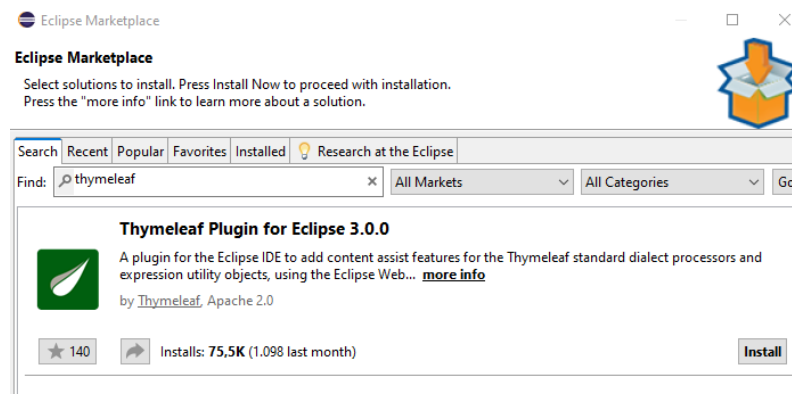 Eclipse Marketplace
Eclipse Marketplace
Select solutions to install. Press Install Now to proceed with installation.
Press the "more info" link to learn more about a solution.
Search Recent Popular Favorites Installed Research at the Eclipse
Find: thymeleaf All Markets All Categories
Thymeleaf Plugin for Eclipse 3.0.0
A plugin for the Eclipse IDE to add content assist features for the Thymeleaf standard dialect processors and
expression utility objects, using the Eclipse Web... more info
by Thymeleaf, Apache 2.0
140 Installs: 75,5K (1.098 last month) Install